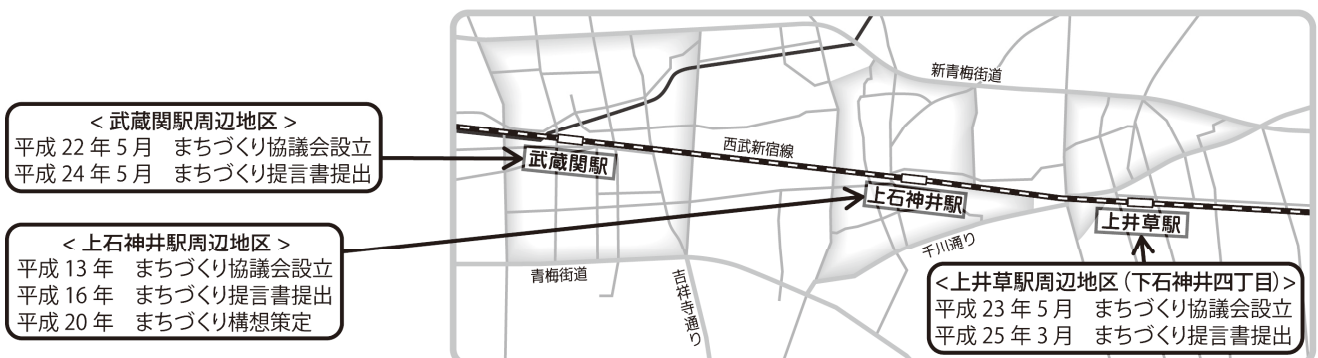 < 武蔵関駅周辺地区 >
平成 22 年 5 月　まちづくり協議会設立
平成 24 年 5 月　まちづくり提言書提出
< 上石神井駅周辺地区 >
平成 13 年　まちづくり協議会設立
平成 16 年　まちづくり提言書提出
平成 20 年　まちづくり構想策定
新青梅街道
西武新宿線
武蔵関駅
上石神井駅
上井草駅
千川通り
青梅街道
吉祥寺通り
<上井草駅周辺地区（下石神井四丁目）>
平成 23 年 5 月　まちづくり協議会設立
平成 25 年 3 月　まちづくり提言書提出